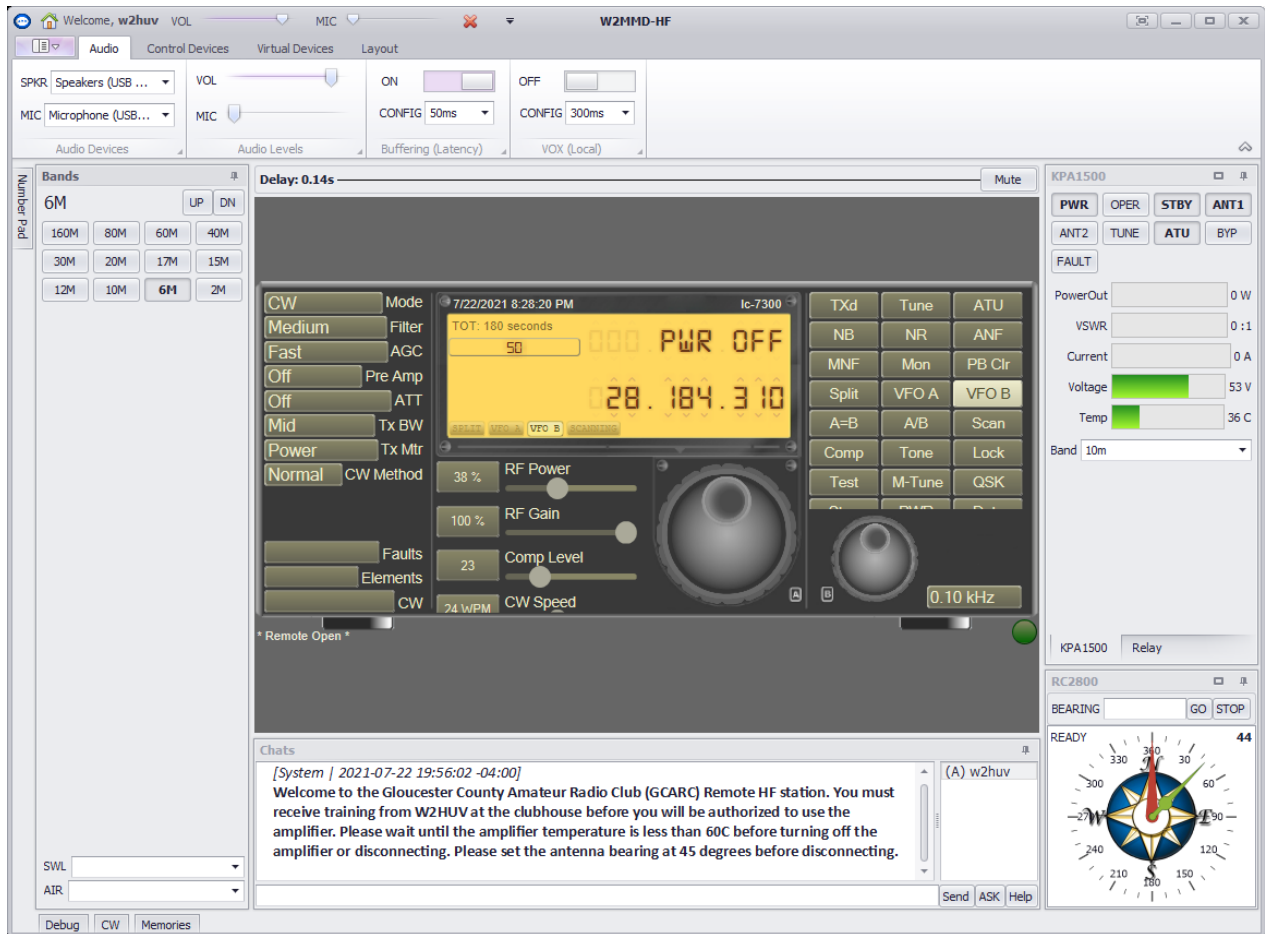 Welcome, w2huv VOL MIC W2MMD-HF
Audio Control Devices Virtual Devices Layout
SPKR Speakers (USB ... VOL ON OFF
MIC Microphone (USB... MIC CONFIG 50ms CONFIG 300ms
Audio Devices Audio Levels Buffering (Latency) VOX (Local)
Number Pad
Bands
6M UP DN
160M 80M 60M 40M
30M 20M 17M 15M
12M 10M 6M 2M
SWL
AIR
Debug CW Memories
Delay: 0.14s Mute
CW Mode
Medium Filter
Fast AGC
Off Pre Amp
Off ATT
Mid Tx BW
Power Tx Mtr
Normal CW Method
Faults
Elements
CW
7/22/2021 8:28:20 PM Ic-7300
TOT: 180 seconds
50 PWR OFF
28.184.310
SPLIT VFO A VFO B SCANNING
38 % RF Power
100 % RF Gain
23 Comp Level
24 WPM CW Speed
A B
TXd Tune ATU
NB NR ANF
MNF Mon PB Clr
Split VFO A VFO B
A=B A/B Scan
Comp Tone Lock
Test M-Tune QSK
0.10 kHz
* Remote Open *
Chats
[System | 2021-07-22 19:56:02 -04:00]
Welcome to the Gloucester County Amateur Radio Club (GCARC) Remote HF station. You must
receive training from W2HUV at the clubhouse before you will be authorized to use the
amplifier. Please wait until the amplifier temperature is less than 60C before turning off the
amplifier or disconnecting. Please set the antenna bearing at 45 degrees before disconnecting.
(A) w2huv
Send ASK Help
KPA1500
PWR OPER STBY ANT1
ANT2 TUNE ATU BYP
FAULT
PowerOut 0 W
VSWR 0 :1
Current 0 A
Voltage 53 V
Temp 36 C
Band 10m
KPA1500 Relay
RC2800
BEARING GO STOP
READY 44
330 360 30
300 N 60
270 W E 90
240 120
210 S 180 150